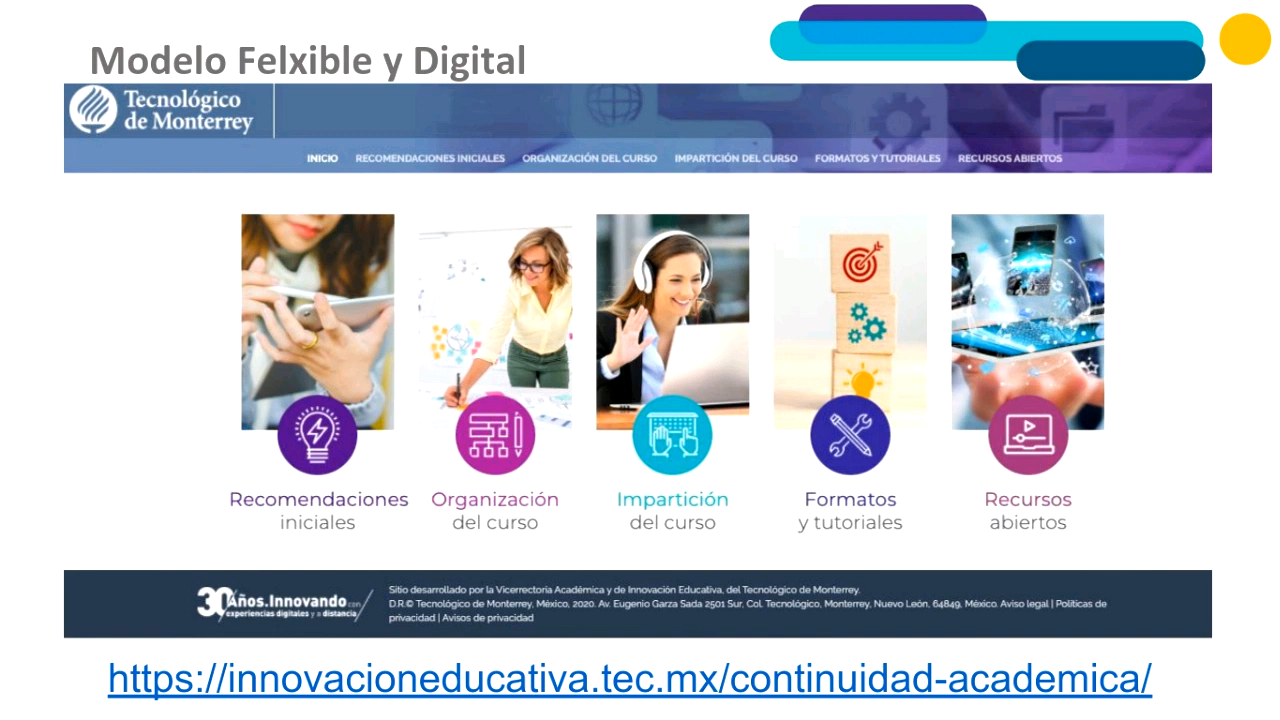 Modelo Felxible y Digital
Tecnológico
de Monterrey
INICIO RECOMENDACIONES INICIALES ORGANIZACIÓN DEL CURSO IMPARTICIÓN DEL CURSO FORMATOS Y TUTORIALES RECURSOS ABIERTOS
Recomendaciones
iniciales
Organización
del curso
Impartición
del curso
Formatos
y tutoriales
Recursos
abiertos
30 Años.Innovando con
experiencias digitales y a distancia
Sitio desarrollado por la Vicerrectoría Académica y de Innovación Educativa, del Tecnológico de Monterrey.
D.R.© Tecnológico de Monterrey, México, 2020. Av. Eugenio Garza Sada 2501 Sur, Col. Tecnológico, Monterrey, Nuevo León, 64849, México. Aviso legal | Políticas de
privacidad | Avisos de privacidad
https://innovacioneducativa.tec.mx/continuidad-academica/